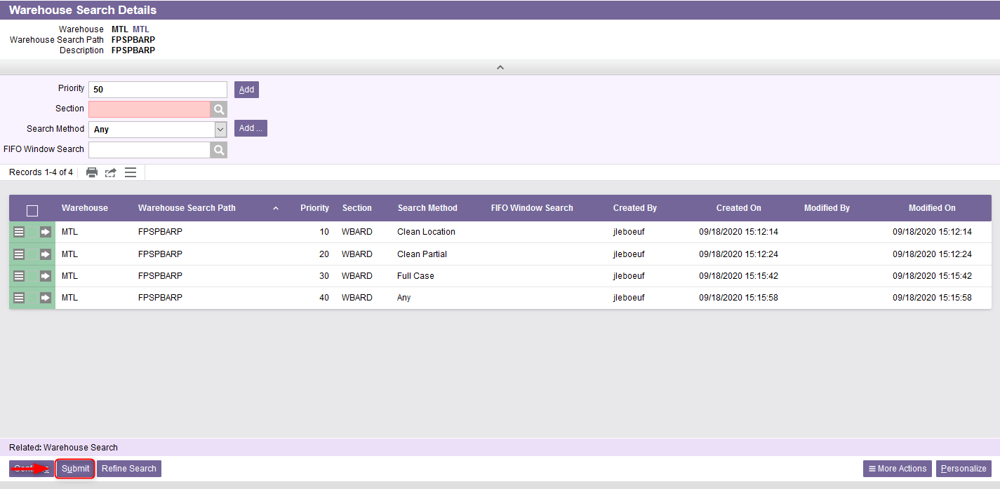 Warehouse Search Details
Warehouse MTL MTL
Warehouse Search Path FPSPBARP
Description FPSPBARP
Priority 50 Add
Section
Search Method Any Add ...
FIFO Window Search
Records 1-4 of 4
Warehouse Warehouse Search Path Priority Section Search Method FIFO Window Search Created By Created On Modified By Modified On
MTL FPSPBARP 10 WBARD Clean Location jleboeuf 09/18/2020 15:12:14 09/18/2020 15:12:14
MTL FPSPBARP 20 WBARD Clean Partial jleboeuf 09/18/2020 15:12:24 09/18/2020 15:12:24
MTL FPSPBARP 30 WBARD Full Case jleboeuf 09/18/2020 15:15:42 09/18/2020 15:15:42
MTL FPSPBARP 40 WBARD Any jleboeuf 09/18/2020 15:15:58 09/18/2020 15:15:58
Related: Warehouse Search
Submit Refine Search More Actions Personalize